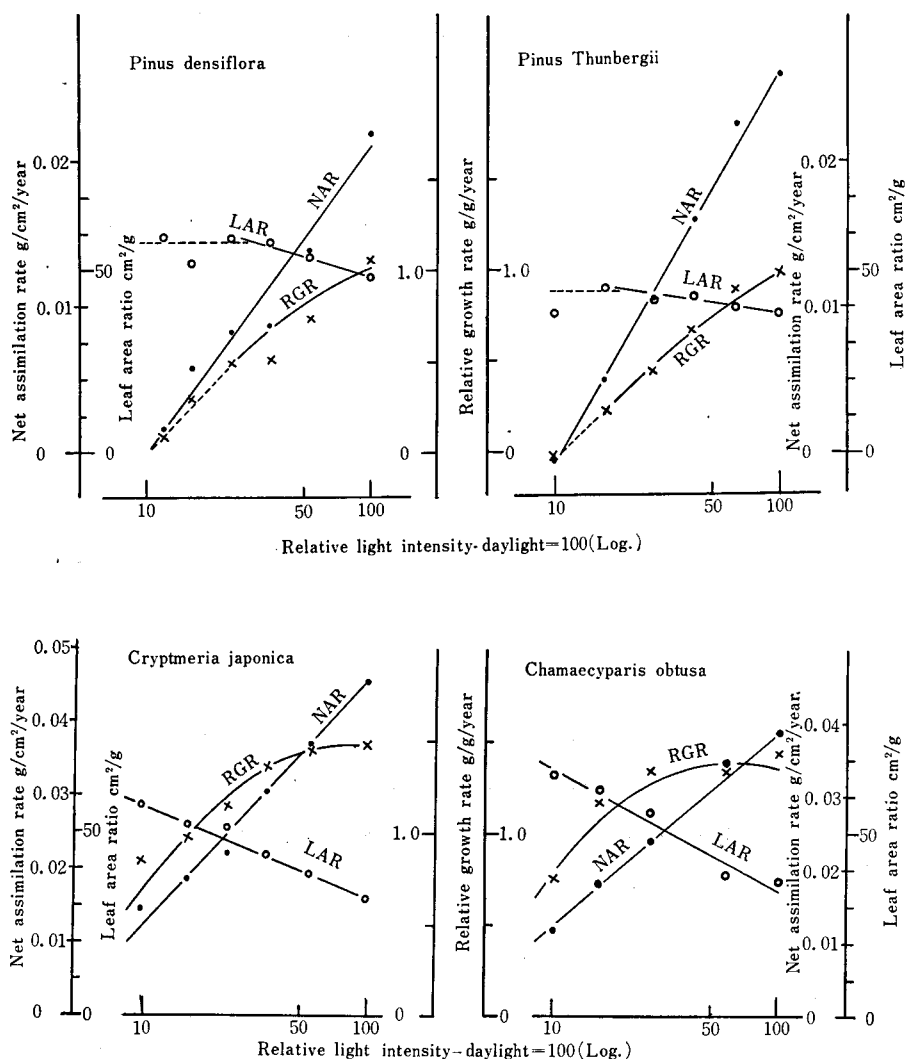 Pinus densiflora
Net assimilation rate g/cm²/year
0.02
0.01
0
Leaf area ratio cm²/g
50
0
NAR
LAR
RGR
1.0
0
10
50
100
Pinus Thunbergii
Relative growth rate g/g/year
1.0
0
NAR
LAR
RGR
Net assimilation rate g/cm²/year
0.02
0.01
0
Leaf area ratio cm²/g
50
0
10
50
100
Relative light intensity-daylight=100(Log.)
Cryptmeria japonica
Net assimilation rate g/cm²/year
0.05
0.04
0.03
0.02
0.01
0
Leaf area ratio cm²/g
50
0
NAR
RGR
LAR
1.0
0
10
50
100
Chamaecyparis obtusa
Relative growth rate g/g/year
1.0
0
RGR
NAR
LAR
Net assimilation rate g/cm²/year
0.04
0.03
0.02
0.01
0
Leaf area ratio cm²/g
50
0
10
50
100
Relative light intensity-daylight=100(Log.)